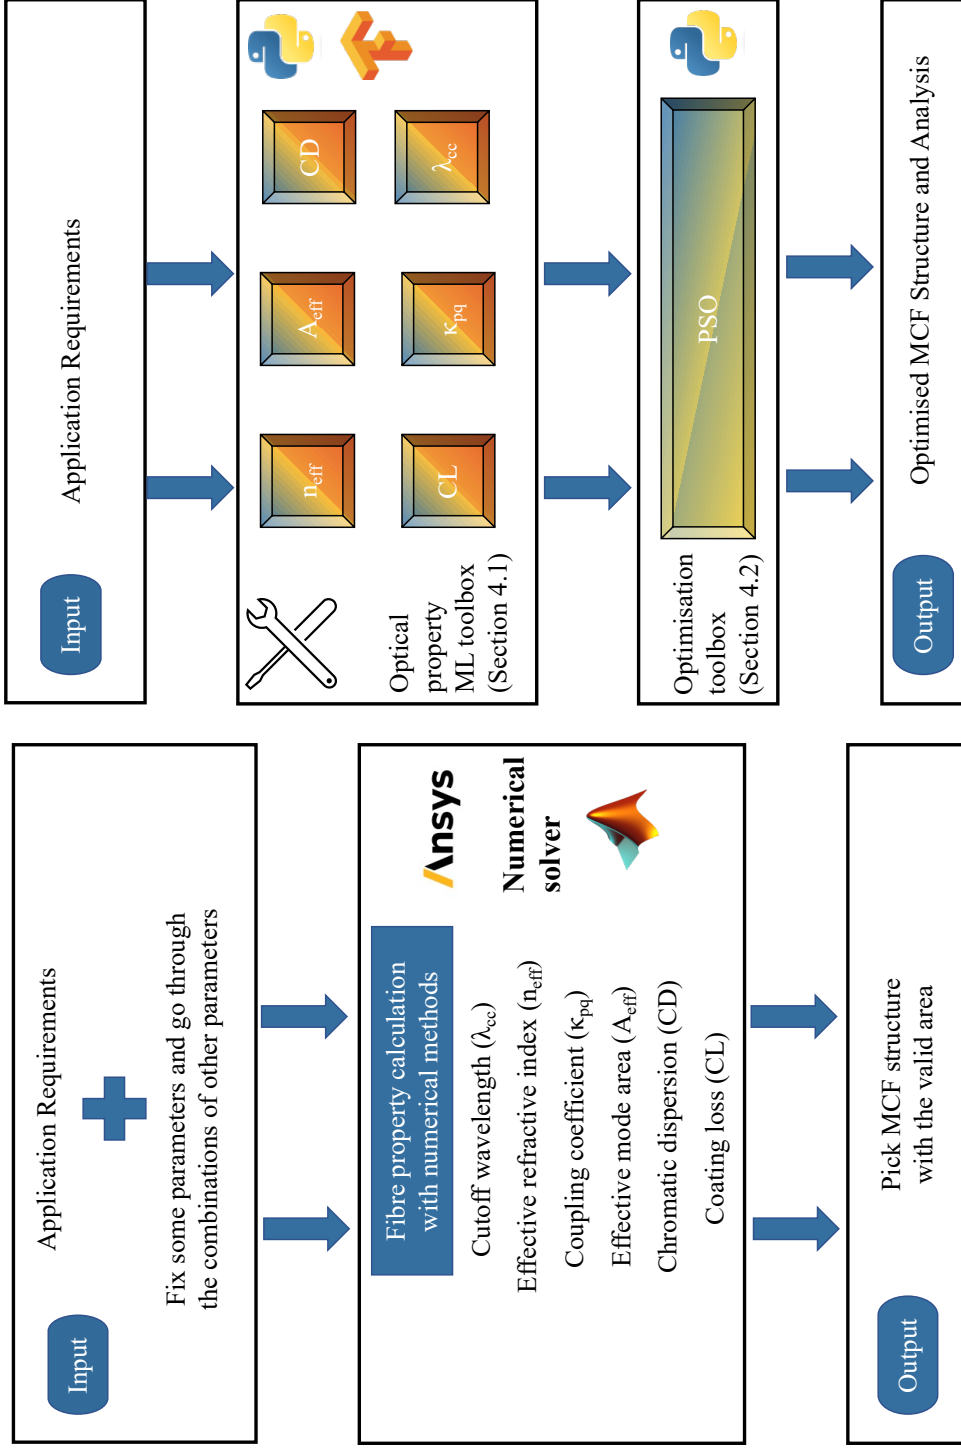 Input
Application Requirements
Fix some parameters and go through
the combinations of other parameters
Fibre property calculation
with numerical methods
Cutoff wavelength (λcc)
Effective refractive index (neff)
Coupling coefficient (κpq)
Effective mode area (Aeff)
Chromatic dispersion (CD)
Coating loss (CL)
Ansys
Numerical
solver
Output
Pick MCF structure
with the valid area
Input
Application Requirements
Optical
property
ML toolbox
(Section 4.1)
neff
Aeff
CD
CL
κpq
λcc
Optimisation
toolbox
(Section 4.2)
PSO
Output
Optimised MCF Structure and Analysis